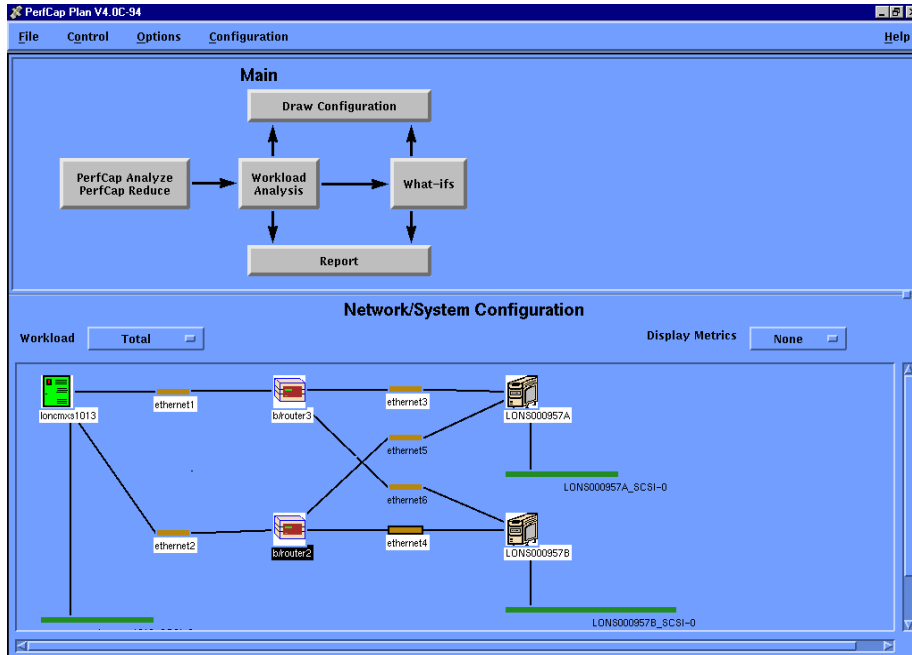 PerfCap Plan V4.0C-94
File Control Options Configuration Help
Main
Draw Configuration
PerfCap Analyze
PerfCap Reduce
Workload
Analysis
What-ifs
Report
Network/System Configuration
Workload Total
Display Metrics None
loncmxs1013
ethernet1
b/router3
ethernet3
LONS000957A
ethernet5
LONS000957A_SCSI-0
ethernet6
ethernet2
b/router2
ethernet4
LONS000957B
LONS000957B_SCSI-0